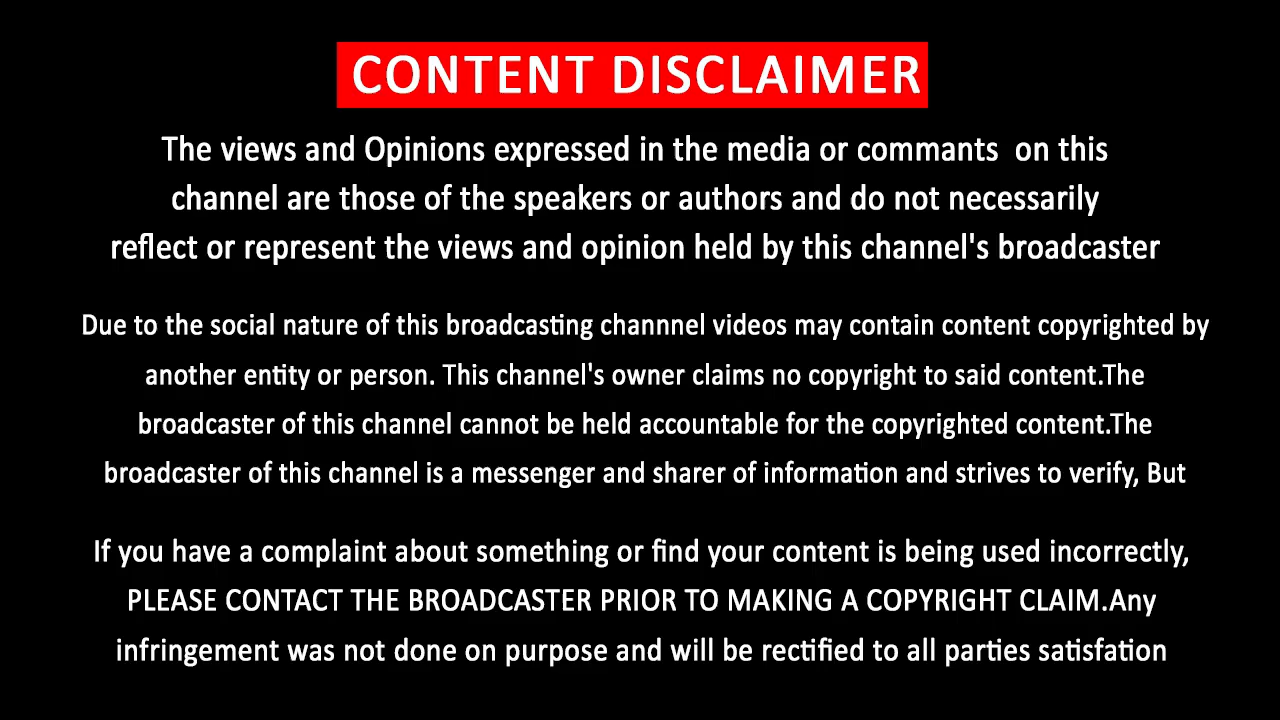 CONTENT DISCLAIMER
The views and Opinions expressed in the media or commants on this
channel are those of the speakers or authors and do not necessarily
reflect or represent the views and opinion held by this channel's broadcaster
Due to the social nature of this broadcasting channnel videos may contain content copyrighted by
another entity or person. This channel's owner claims no copyright to said content.The
broadcaster of this channel cannot be held accountable for the copyrighted content.The
broadcaster of this channel is a messenger and sharer of information and strives to verify, But
If you have a complaint about something or find your content is being used incorrectly,
PLEASE CONTACT THE BROADCASTER PRIOR TO MAKING A COPYRIGHT CLAIM.Any
infringement was not done on purpose and will be rectified to all parties satisfation